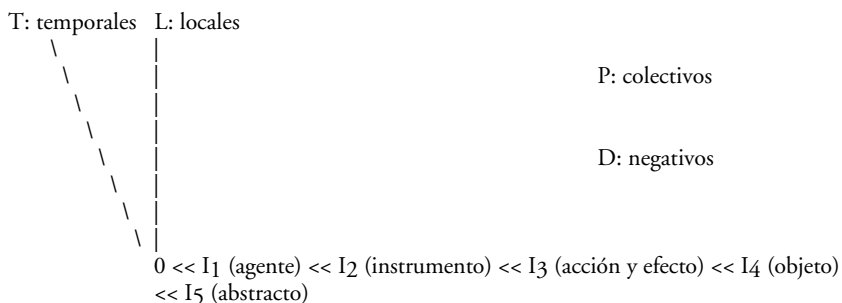 T: temporales L: locales
P: colectivos
D: negativos
0 << I1 (agente) << I2 (instrumento) << I3 (acción y efecto) << I4 (objeto)
<< I5 (abstracto)